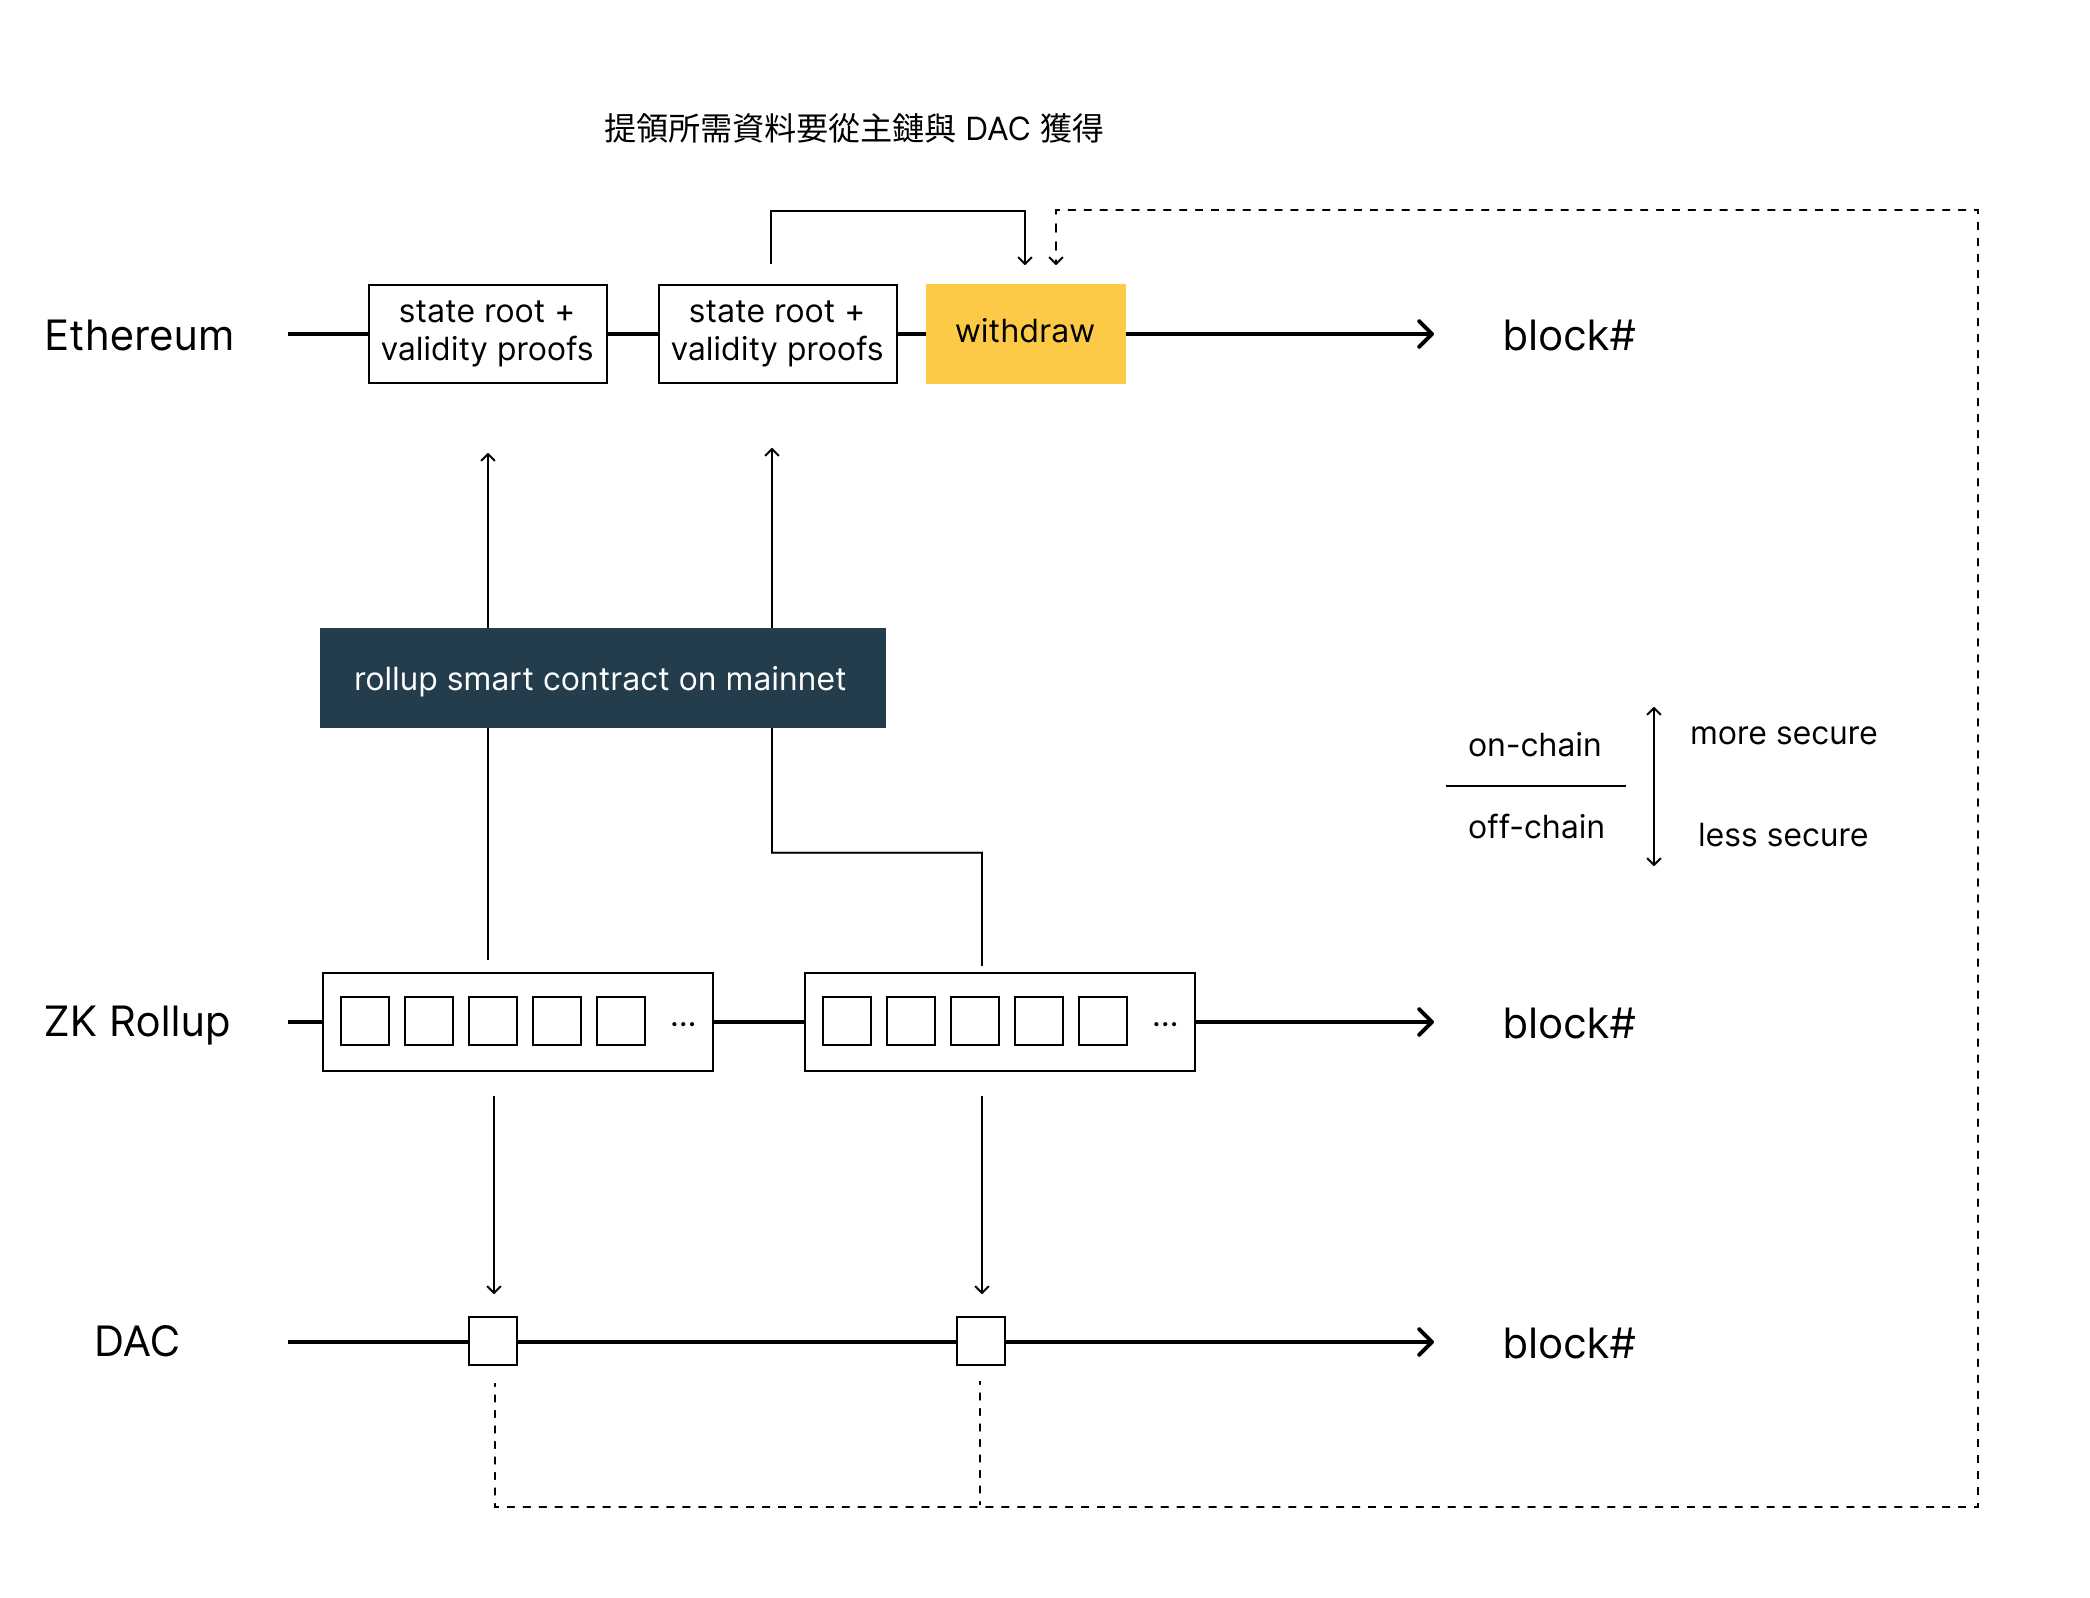 提領所需資料要從主鏈與 DAC 獲得
Ethereum
state root +
validity proofs
state root +
validity proofs
withdraw
block#
rollup smart contract on mainnet
on-chain
more secure
off-chain
less secure
ZK Rollup
...
...
block#
DAC
block#